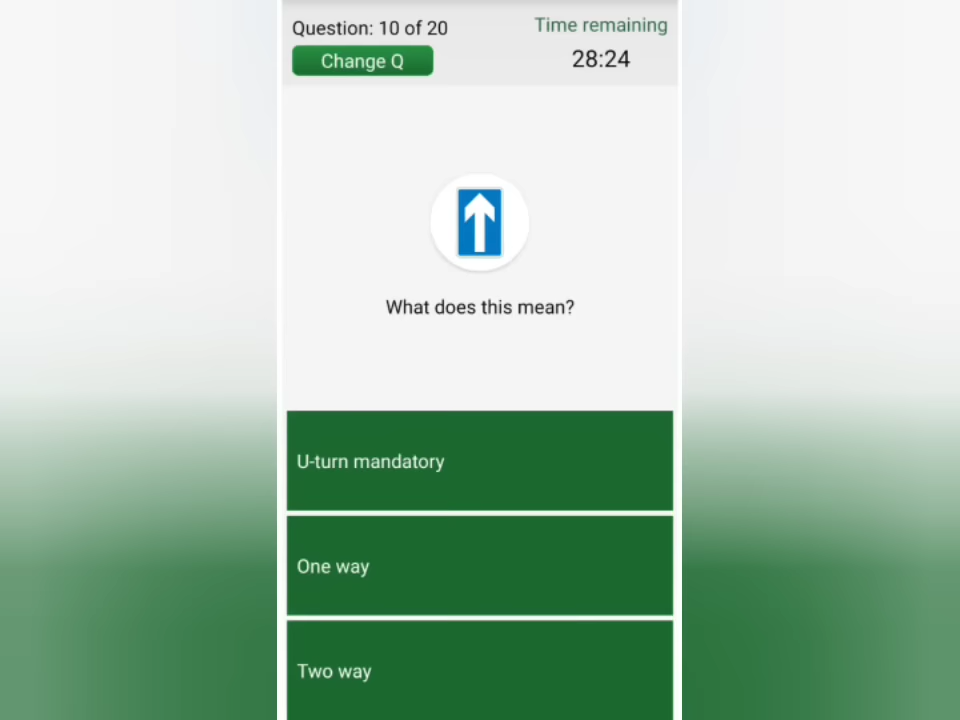 Question: 10 of 20
Time remaining
Change Q
28:24
What does this mean?
U-turn mandatory
One way
Two way